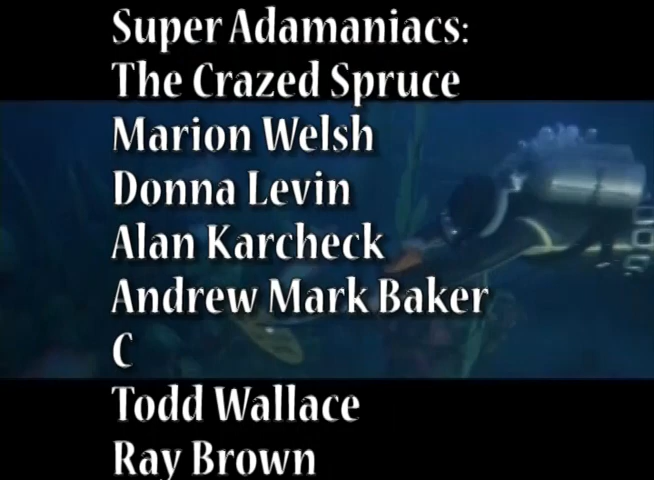 Super Adamaniacs:
The Crazed Spruce
Marion Welsh
Donna Levin
Alan Karcheck
Andrew Mark Baker
C
Todd Wallace
Ray Brown